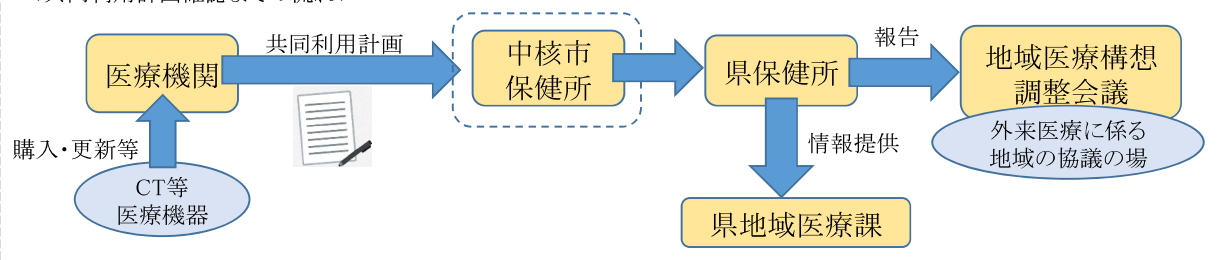 共同利用計画
医療機関
中核市
保健所
県保健所
報告
地域医療構想
調整会議
外来医療に係る
地域の協議の場
購入・更新等
CT等
医療機器
情報提供
県地域医療課